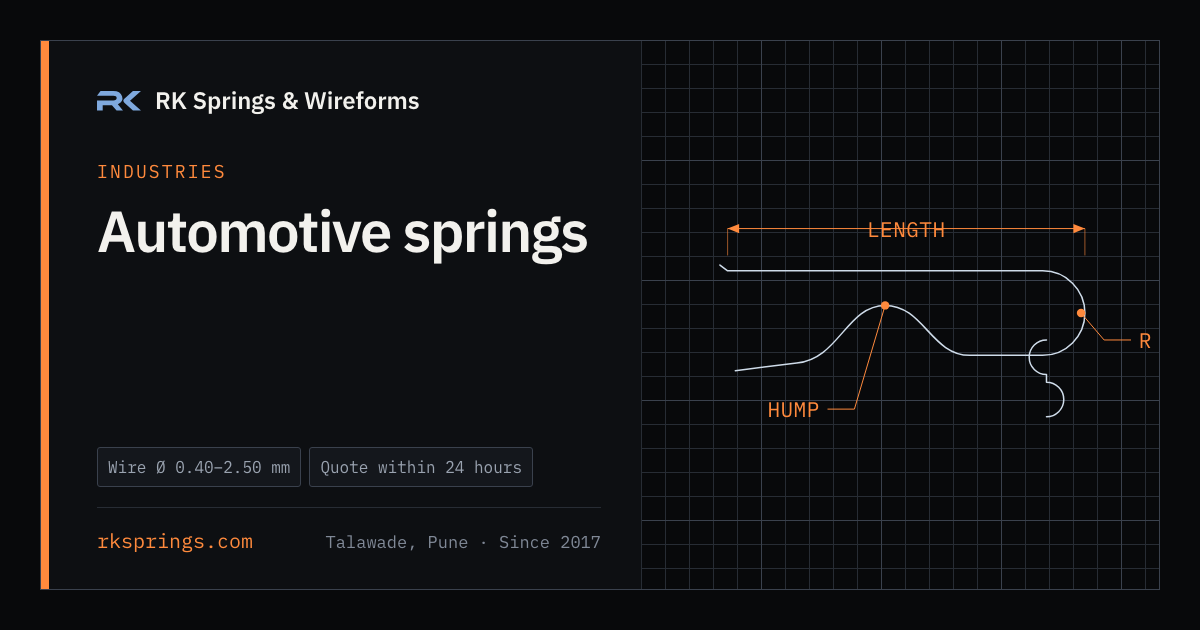 RK RK Springs & Wireforms
INDUSTRIES
Automotive springs
Wire Ø 0.40–2.50 mm
Quote within 24 hours
rksprings.com
Talawade, Pune · Since 2017
LENGTH
R
HUMP